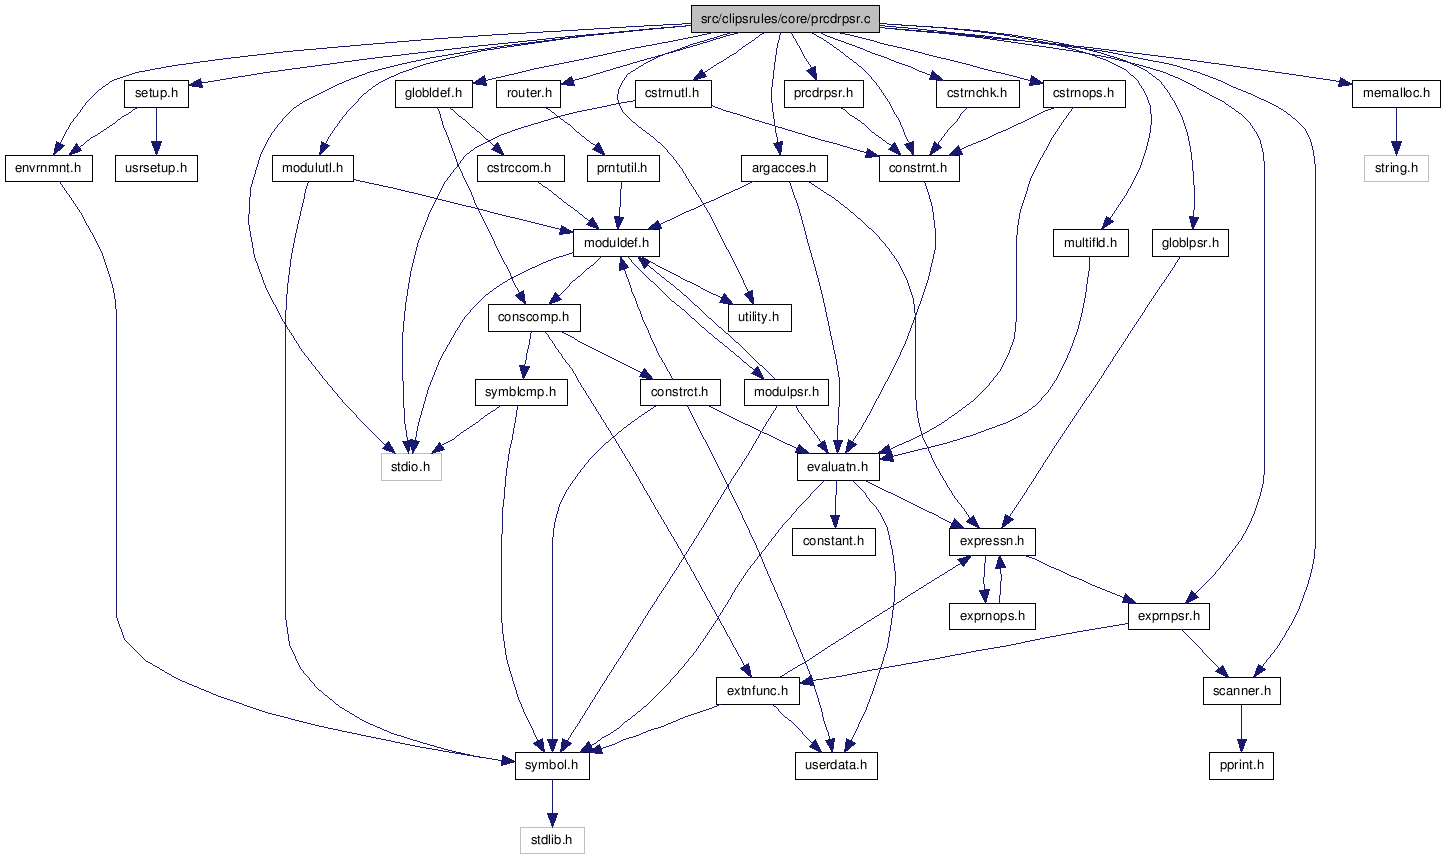 src/clipsrules/core/prcdrpsr.c
setup.h
globldef.h
router.h
cstrnutl.h
prcdrpsr.h
cstrnchk.h
cstrnops.h
memalloc.h
envrnmnt.h
usrsetup.h
modulutl.h
cstrccom.h
prntutil.h
argacces.h
constrnt.h
string.h
moduldef.h
multifld.h
globlpsr.h
conscomp.h
utility.h
symblcmp.h
constrct.h
modulpsr.h
stdio.h
evaluatn.h
constant.h
expressn.h
exprnops.h
exprnpsr.h
extnfunc.h
scanner.h
symbol.h
userdata.h
pprint.h
stdlib.h